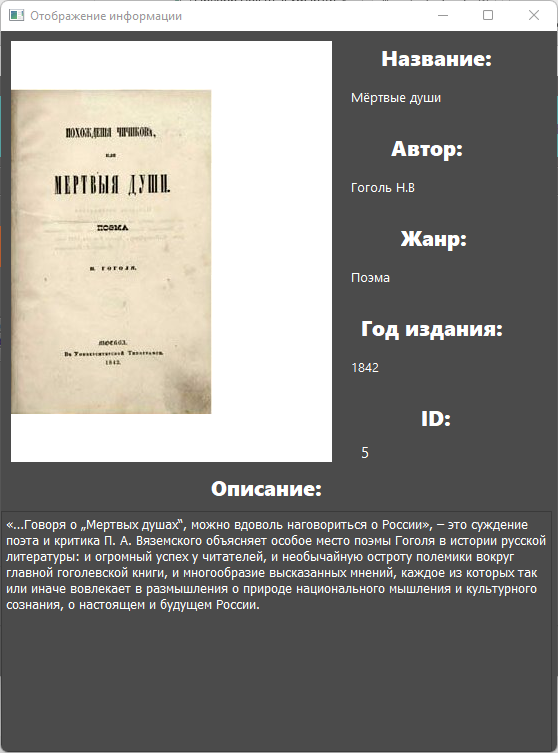 Отображение информации
ПОХОЖДЕНІЯ ЧИЧИКОВА,
или
МЕРТВЫЯ ДУШИ.
ПОЭМА
Н. ГОГОЛЯ.
МОСКВА.
Въ Университетской Типографіи.
1842.
Название:
Мёртвые души
Автор:
Гоголь Н.В
Жанр:
Поэма
Год издания:
1842
ID:
5
Описание:
«...Говоря о „Мертвых душах“, можно вдоволь наговориться о России», – это суждение
поэта и критика П. А. Вяземского объясняет особое место поэмы Гоголя в истории русской
литературы: и огромный успех у читателей, и необычайную остроту полемики вокруг
главной гоголевской книги, и многообразие высказанных мнений, каждое из которых так
или иначе вовлекает в размышления о природе национального мышления и культурного
сознания, о настоящем и будущем России.